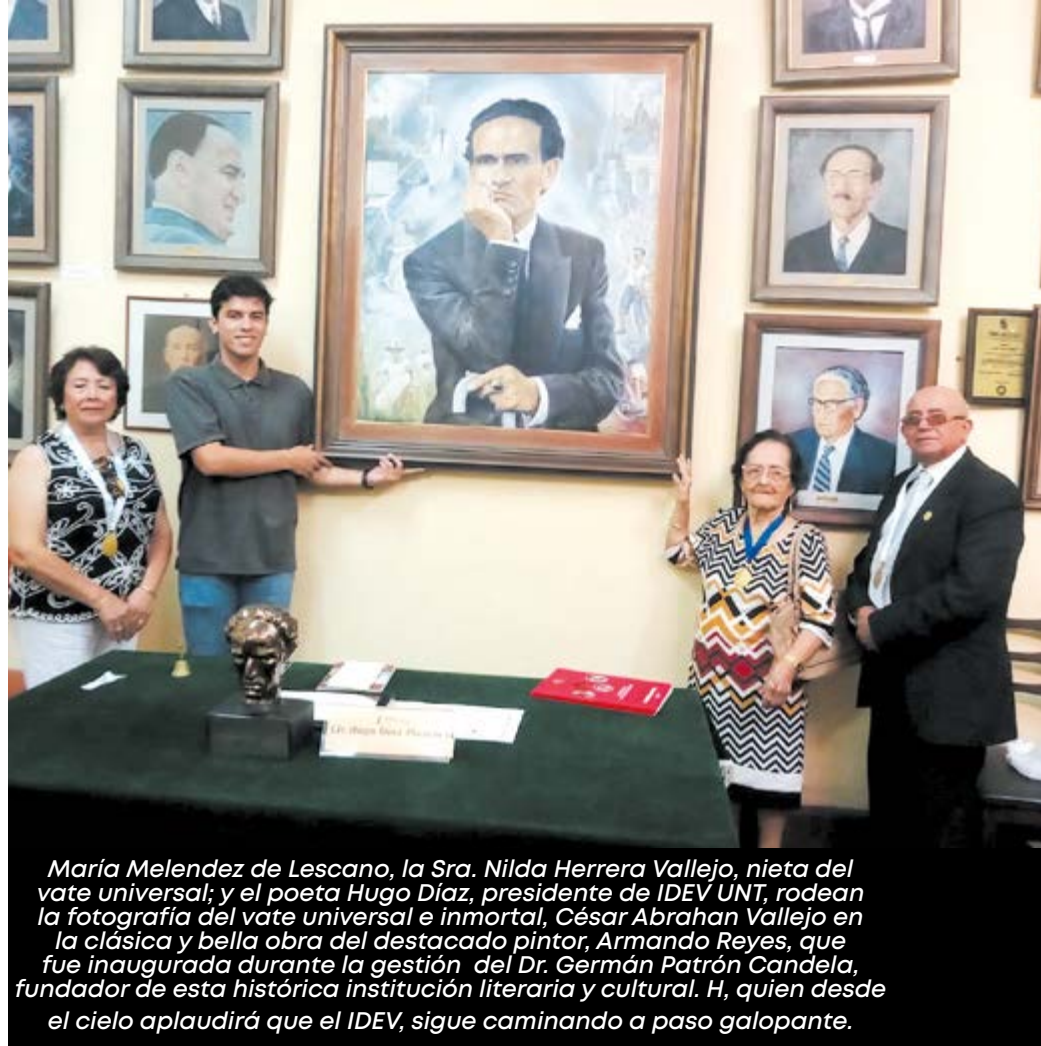 María Melendez de Lescano, la Sra. Nilda Herrera Vallejo, nieta del
vate universal; y el poeta Hugo Díaz, presidente de IDEV UNT, rodean
la fotografía del vate universal e inmortal, César Abrahan Vallejo en
la clásica y bella obra del destacado pintor, Armando Reyes, que
fue inaugurada durante la gestión del Dr. Germán Patrón Candela,
fundador de esta histórica institución literaria y cultural. H, quien desde
el cielo aplaudirá que el IDEV, sigue caminando a paso galopante.